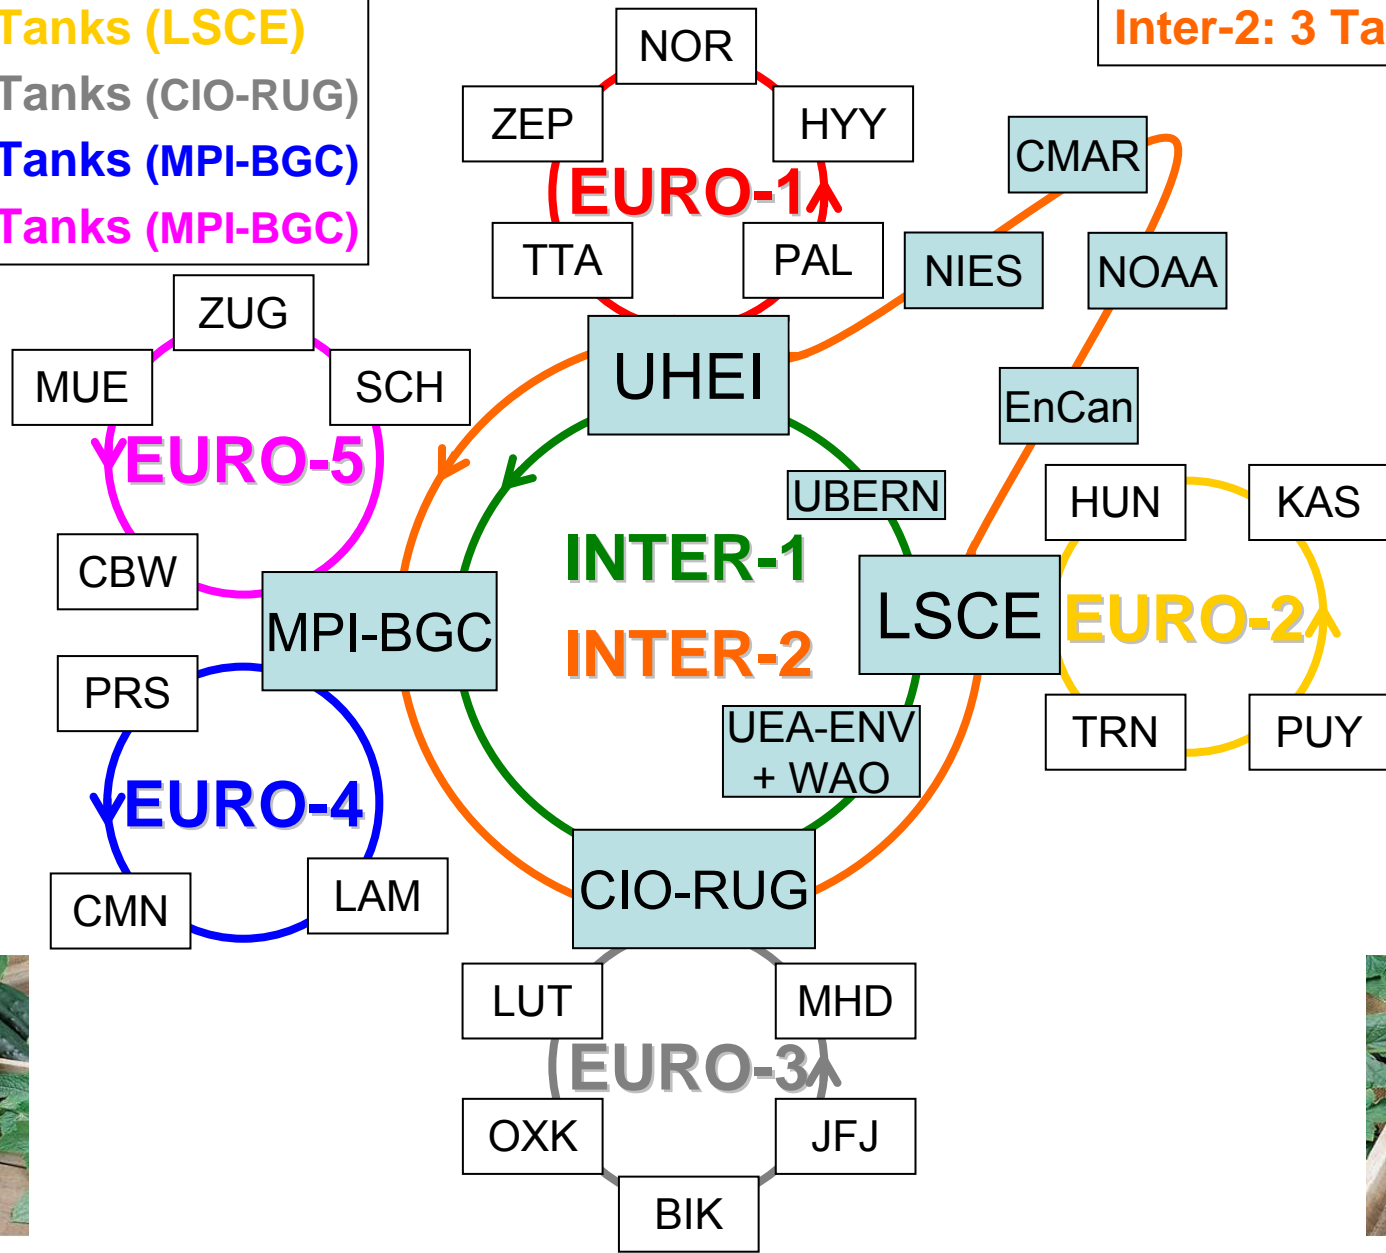 Tanks (LSCE)
Tanks (CIO-RUG)
Tanks (MPI-BGC)
Tanks (MPI-BGC)
Inter-2: 3
NOR
ZEP
HYY
EURO-1
TTA
PAL
CMAR
NIES
NOAA
UHEI
EnCan
ZUG
MUE
SCH
EURO-5
CBW
MPI-BGC
UBERN
INTER-1
INTER-2
LSCE
HUN
KAS
EURO-2
TRN
PUY
UEA-ENV
+ WAO
PRS
EURO-4
CMN
LAM
CIO-RUG
LUT
MHD
EURO-3
OXK
JFJ
BIK